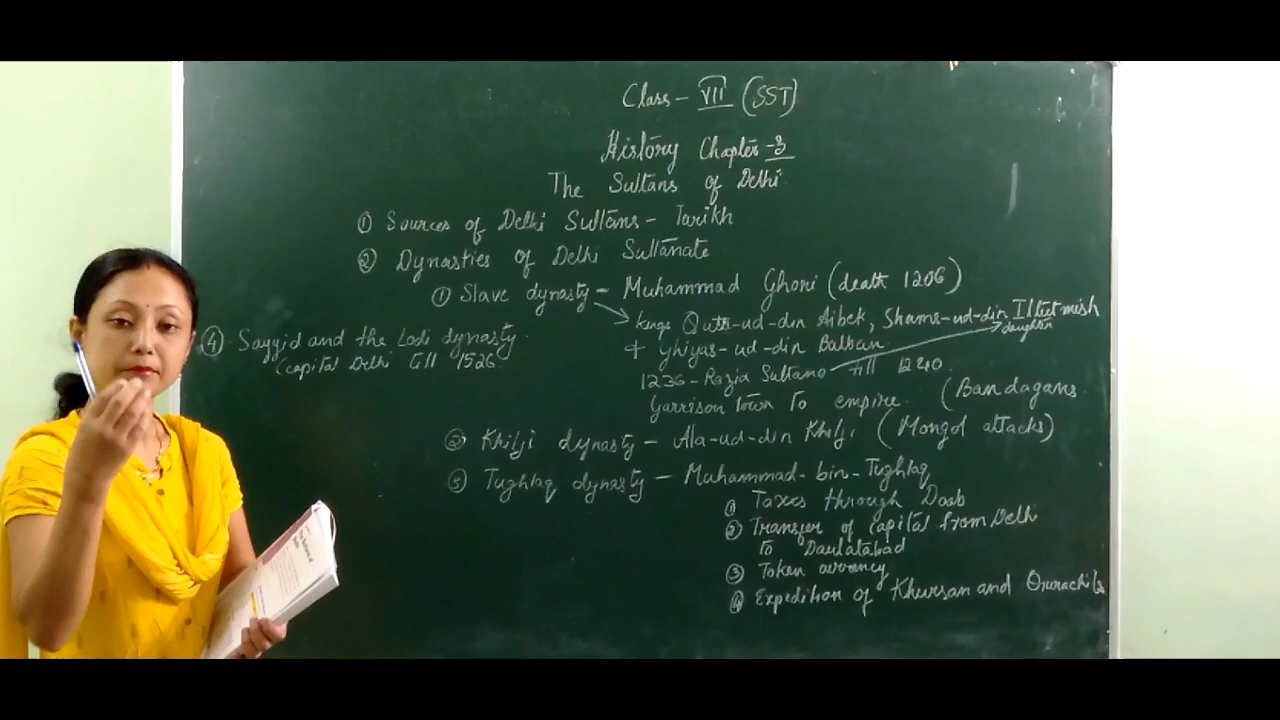 Class - VII (SST)
History Chapter - 3
The Sultans of Delhi
① Sources of Delhi Sultans - Tarikh
② Dynasties of Delhi Sultanate
① Slave dynasty - Muhammad Ghori (death 1206)
kings Qutb-ud-din Aibek, Shams-ud-din Iltutmish
daughter
+ Ghiyas-ud-din Balban
1236 - Razia Sultana till 1240.
Garrison Town To empire (Bandagans
② Khilji dynasty - Ala-ud-din Khilji (Mongol attacks)
③ Tughlaq dynasty - Muhammad-bin-Tughlaq
① Taxes through Doab
② Transfer of capital from Delhi
To Daulatabad
③ Token currency
④ Expedition of Khurasan and
④ Sayyid and the Lodi dynasty
(capital Delhi till 1526
The Sultans of
Delhi